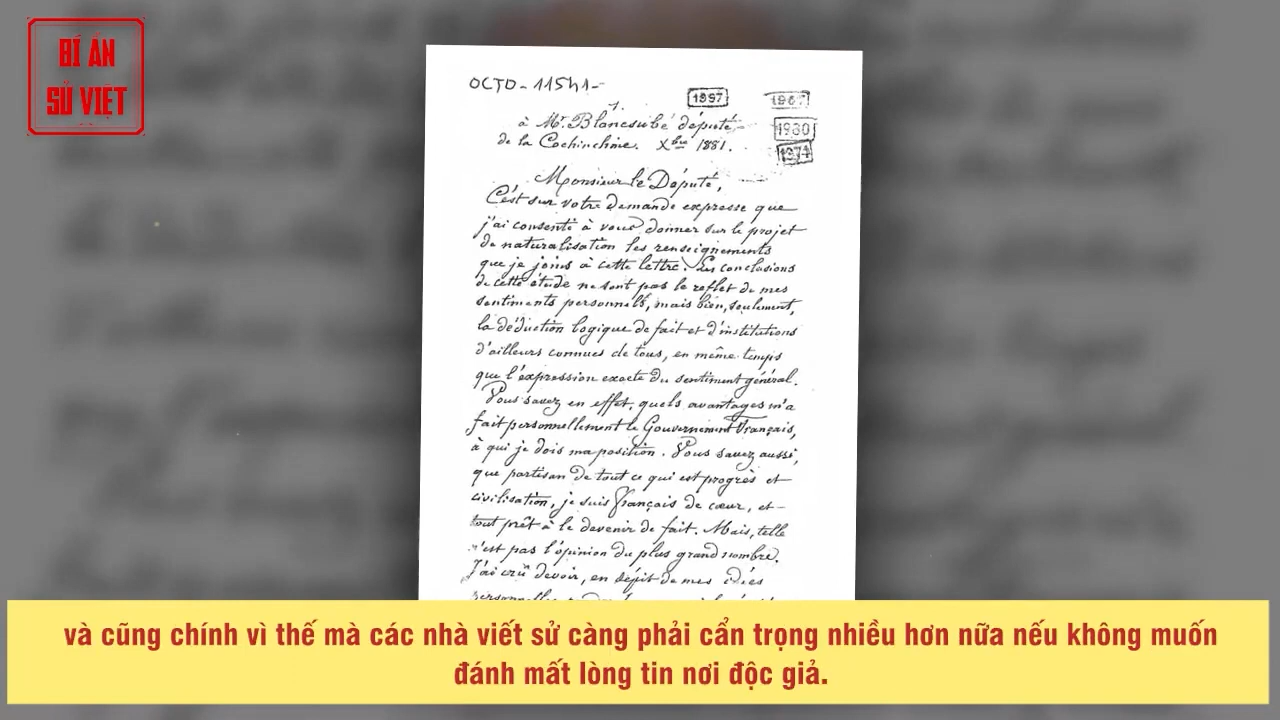 BÍ ẨN
SỬ VIỆT
OCTO-11541-
1997
1967
1980
1974
1.
à Mr. Blancsubé député
de la Cochinchine. Xbre 1881.
Monsieur le Député,
C'est sur votre demande expresse que
j'ai consenti à vous donner sur le projet
de naturalisation les renseignements
que je joins à cette lettre. Les conclusions
de cette étude ne sont pas le reflet de mes
sentiments personnels, mais bien, seulement,
la déduction logique de fait et d'institutions
d'ailleurs connues de tous, en même temps
que l'expression exacte du sentiment général.
Vous savez en effet, quels avantages m'a
fait personnellement le Gouvernement Français,
à qui je dois ma position. Vous savez aussi,
que partisan de tout ce qui est progrès et
civilisation, je suis français de cœur, et
tout prêt à le devenir de fait. Mais, telle
n'est pas l'opinion du plus grand nombre.
J'ai crû devoir, en dépit de mes idées
và cũng chính vì thế mà các nhà viết sử càng phải cẩn trọng nhiều hơn nữa nếu không muốn
đánh mất lòng tin nơi độc giả.